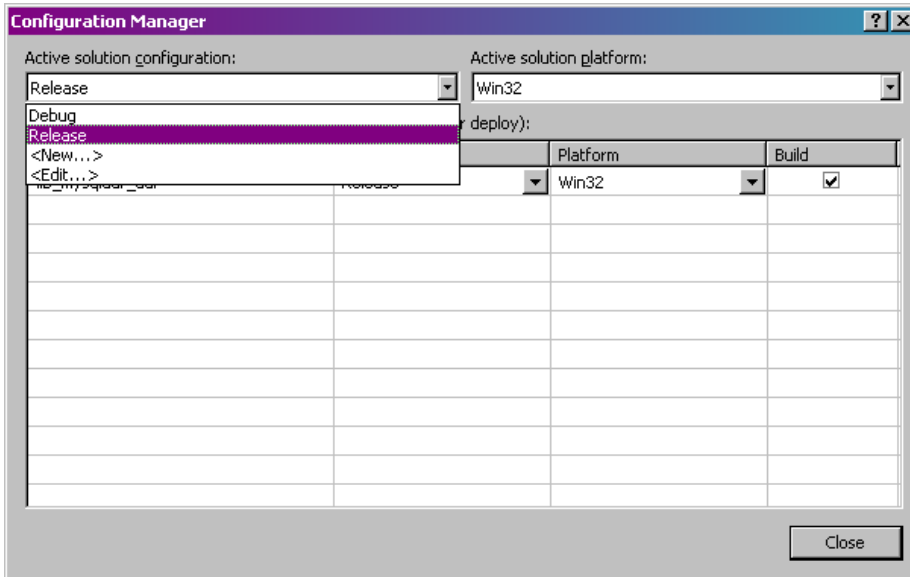 Configuration Manager
Active solution configuration: Active solution platform:
Release Win32
Debug
r deploy):
Release
<New...>
Platform Build
<Edit...>
Win32
Close